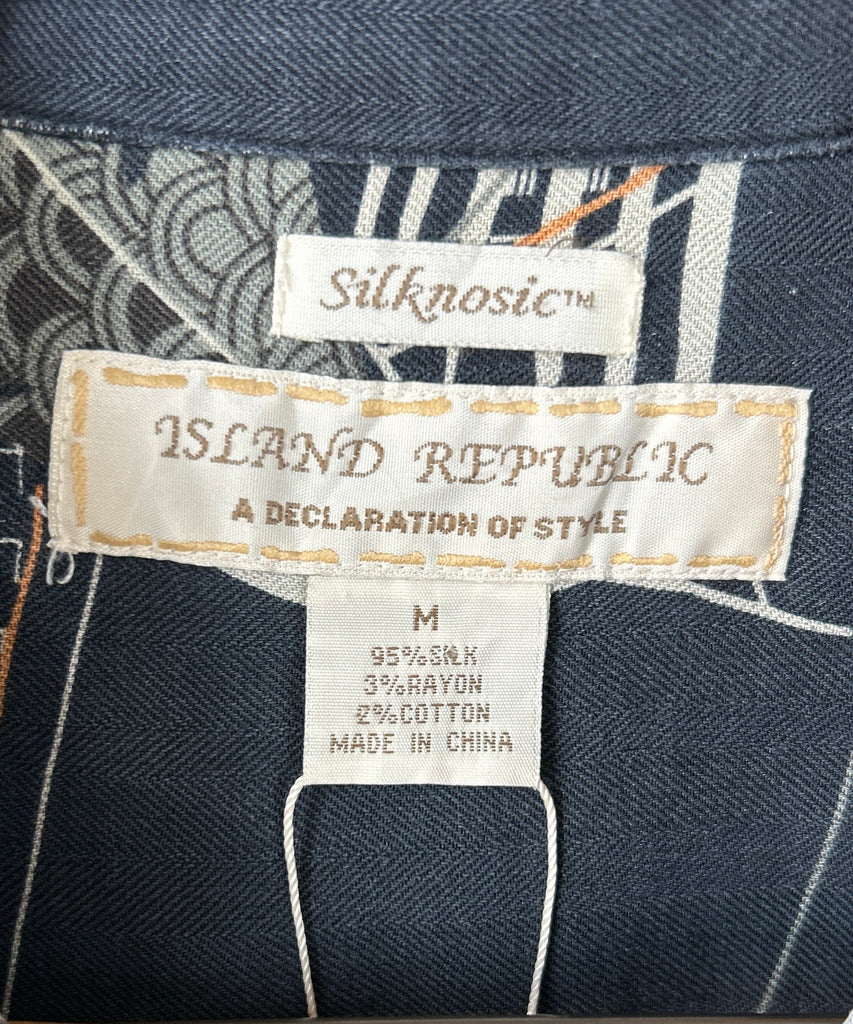 Silknosic™
ISLAND REPUBLIC
A DECLARATION OF STYLE
M
95%SILK
3%RAYON
2%COTTON
MADE IN CHINA